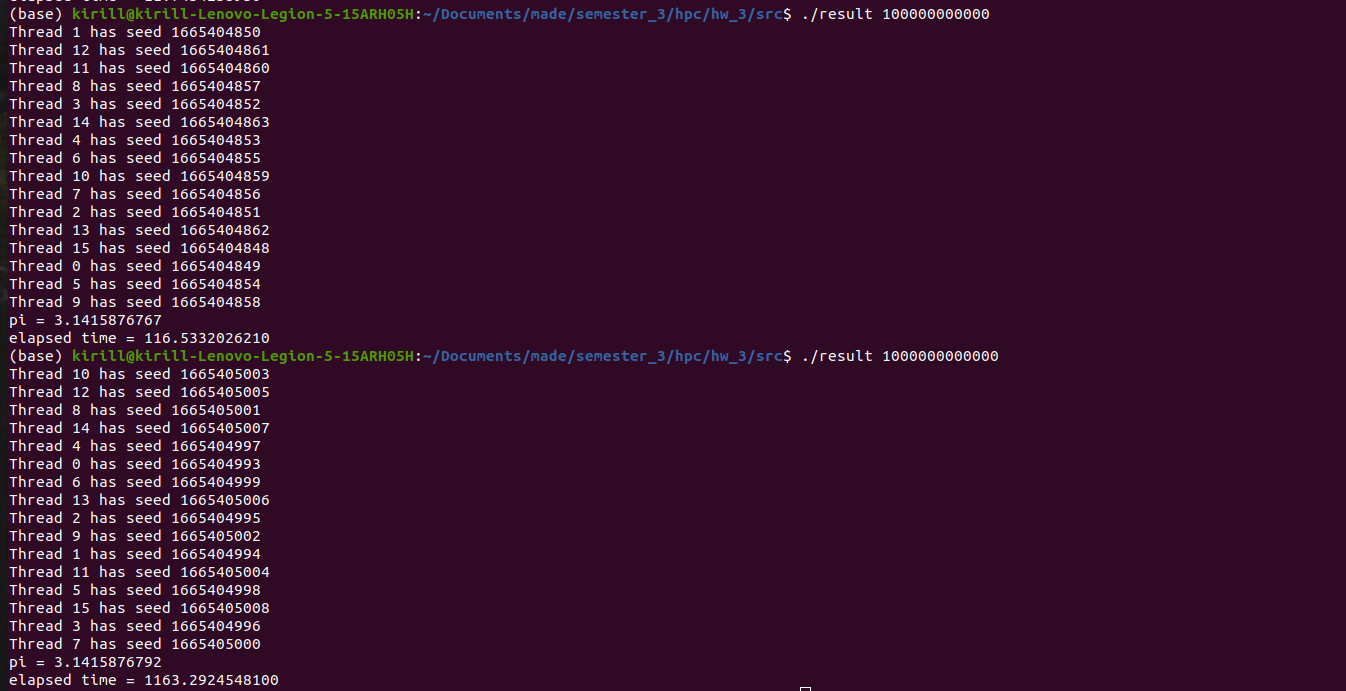 (base) kirill@kirill-Lenovo-Legion-5-15ARH05H:~/Documents/made/semester_3/hpc/hw_3/src$ ./result 100000000000
Thread 1 has seed 1665404850
Thread 12 has seed 1665404861
Thread 11 has seed 1665404860
Thread 8 has seed 1665404857
Thread 3 has seed 1665404852
Thread 14 has seed 1665404863
Thread 4 has seed 1665404853
Thread 6 has seed 1665404855
Thread 10 has seed 1665404859
Thread 7 has seed 1665404856
Thread 2 has seed 1665404851
Thread 13 has seed 1665404862
Thread 15 has seed 1665404848
Thread 0 has seed 1665404849
Thread 5 has seed 1665404854
Thread 9 has seed 1665404858
pi = 3.1415876767
elapsed time = 116.5332026210
(base) kirill@kirill-Lenovo-Legion-5-15ARH05H:~/Documents/made/semester_3/hpc/hw_3/src$ ./result 1000000000000
Thread 10 has seed 1665405003
Thread 12 has seed 1665405005
Thread 8 has seed 1665405001
Thread 14 has seed 1665405007
Thread 4 has seed 1665404997
Thread 0 has seed 1665404993
Thread 6 has seed 1665404999
Thread 13 has seed 1665405006
Thread 2 has seed 1665404995
Thread 9 has seed 1665405002
Thread 1 has seed 1665404994
Thread 11 has seed 1665405004
Thread 5 has seed 1665404998
Thread 15 has seed 1665405008
Thread 3 has seed 1665404996
Thread 7 has seed 1665405000
pi = 3.1415876792
elapsed time = 1163.2924548100